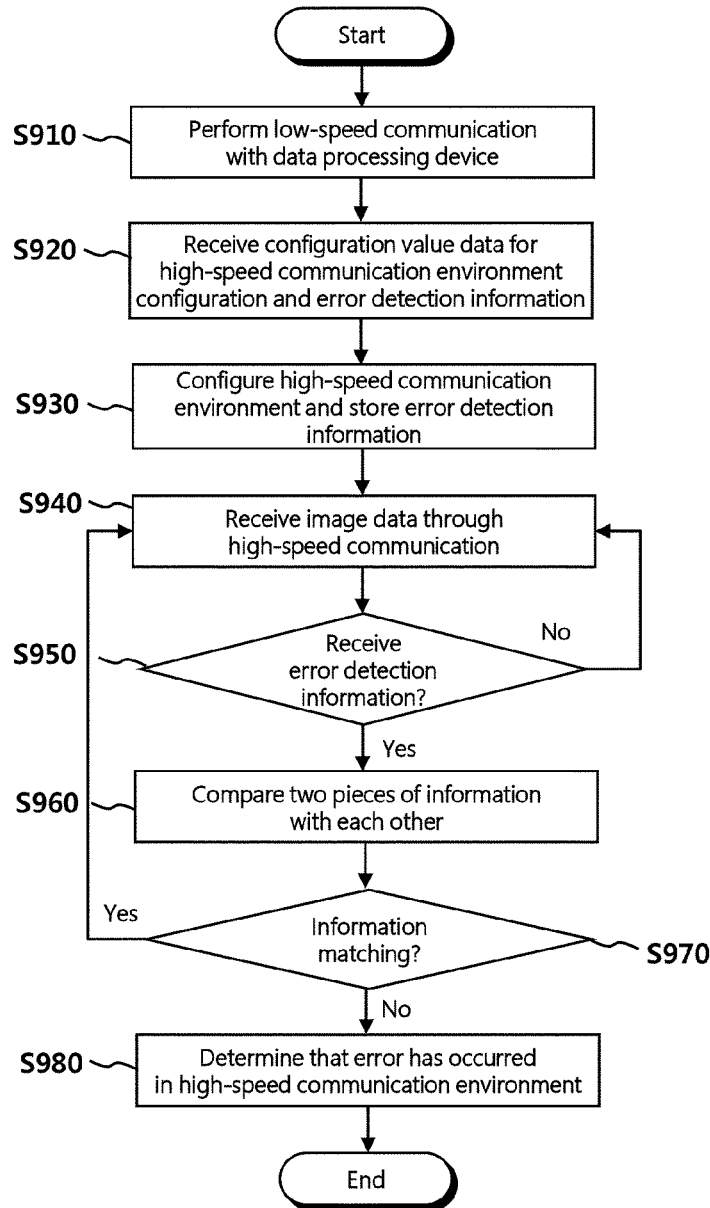 Start
S910
Perform low-speed communication
with data processing device
S920
Receive configuration value data for
high-speed communication environment
configuration and error detection information
S930
Configure high-speed communication
environment and store error detection
information
S940
Receive image data through
high-speed communication
S950
Receive
error detection
information?
No
Yes
S960
Compare two pieces of information
with each other
Yes
Information
matching?
S970
No
S980
Determine that error has occurred
in high-speed communication environment
End